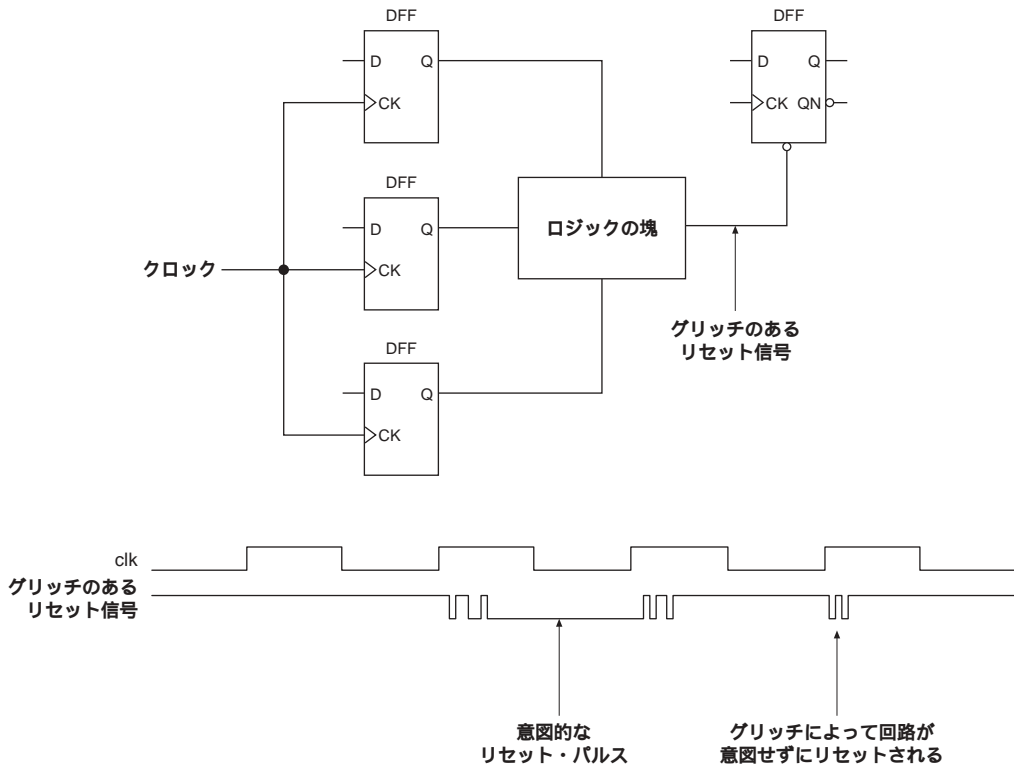 DFF
D
Q
CK
DFF
D
Q
CK
QN
DFF
D
Q
CK
ロジックの塊
クロック
グリッチのある
リセット信号
DFF
D
Q
CK
clk
グリッチのある
リセット信号
意図的な
リセット・パルス
グリッチによって回路が
意図せずにリセットされる